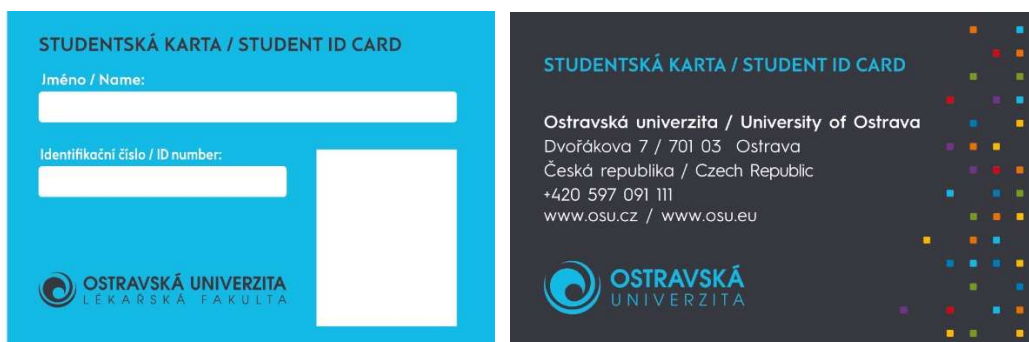 STUDENTSKÁ KARTA / STUDENT ID CARD
Jméno / Name:
Identifikační číslo / ID number:
OSTRAVSKÁ UNIVERZITA
LÉKAŘSKÁ FAKULTA
STUDENTSKÁ KARTA / STUDENT ID CARD
Ostravská univerzita / University of Ostrava
Dvořákova 7 / 701 03 Ostrava
Česká republika / Czech Republic
+420 597 091 111
www.osu.cz / www.osu.eu
OSTRAVSKÁ
UNIVERZITA